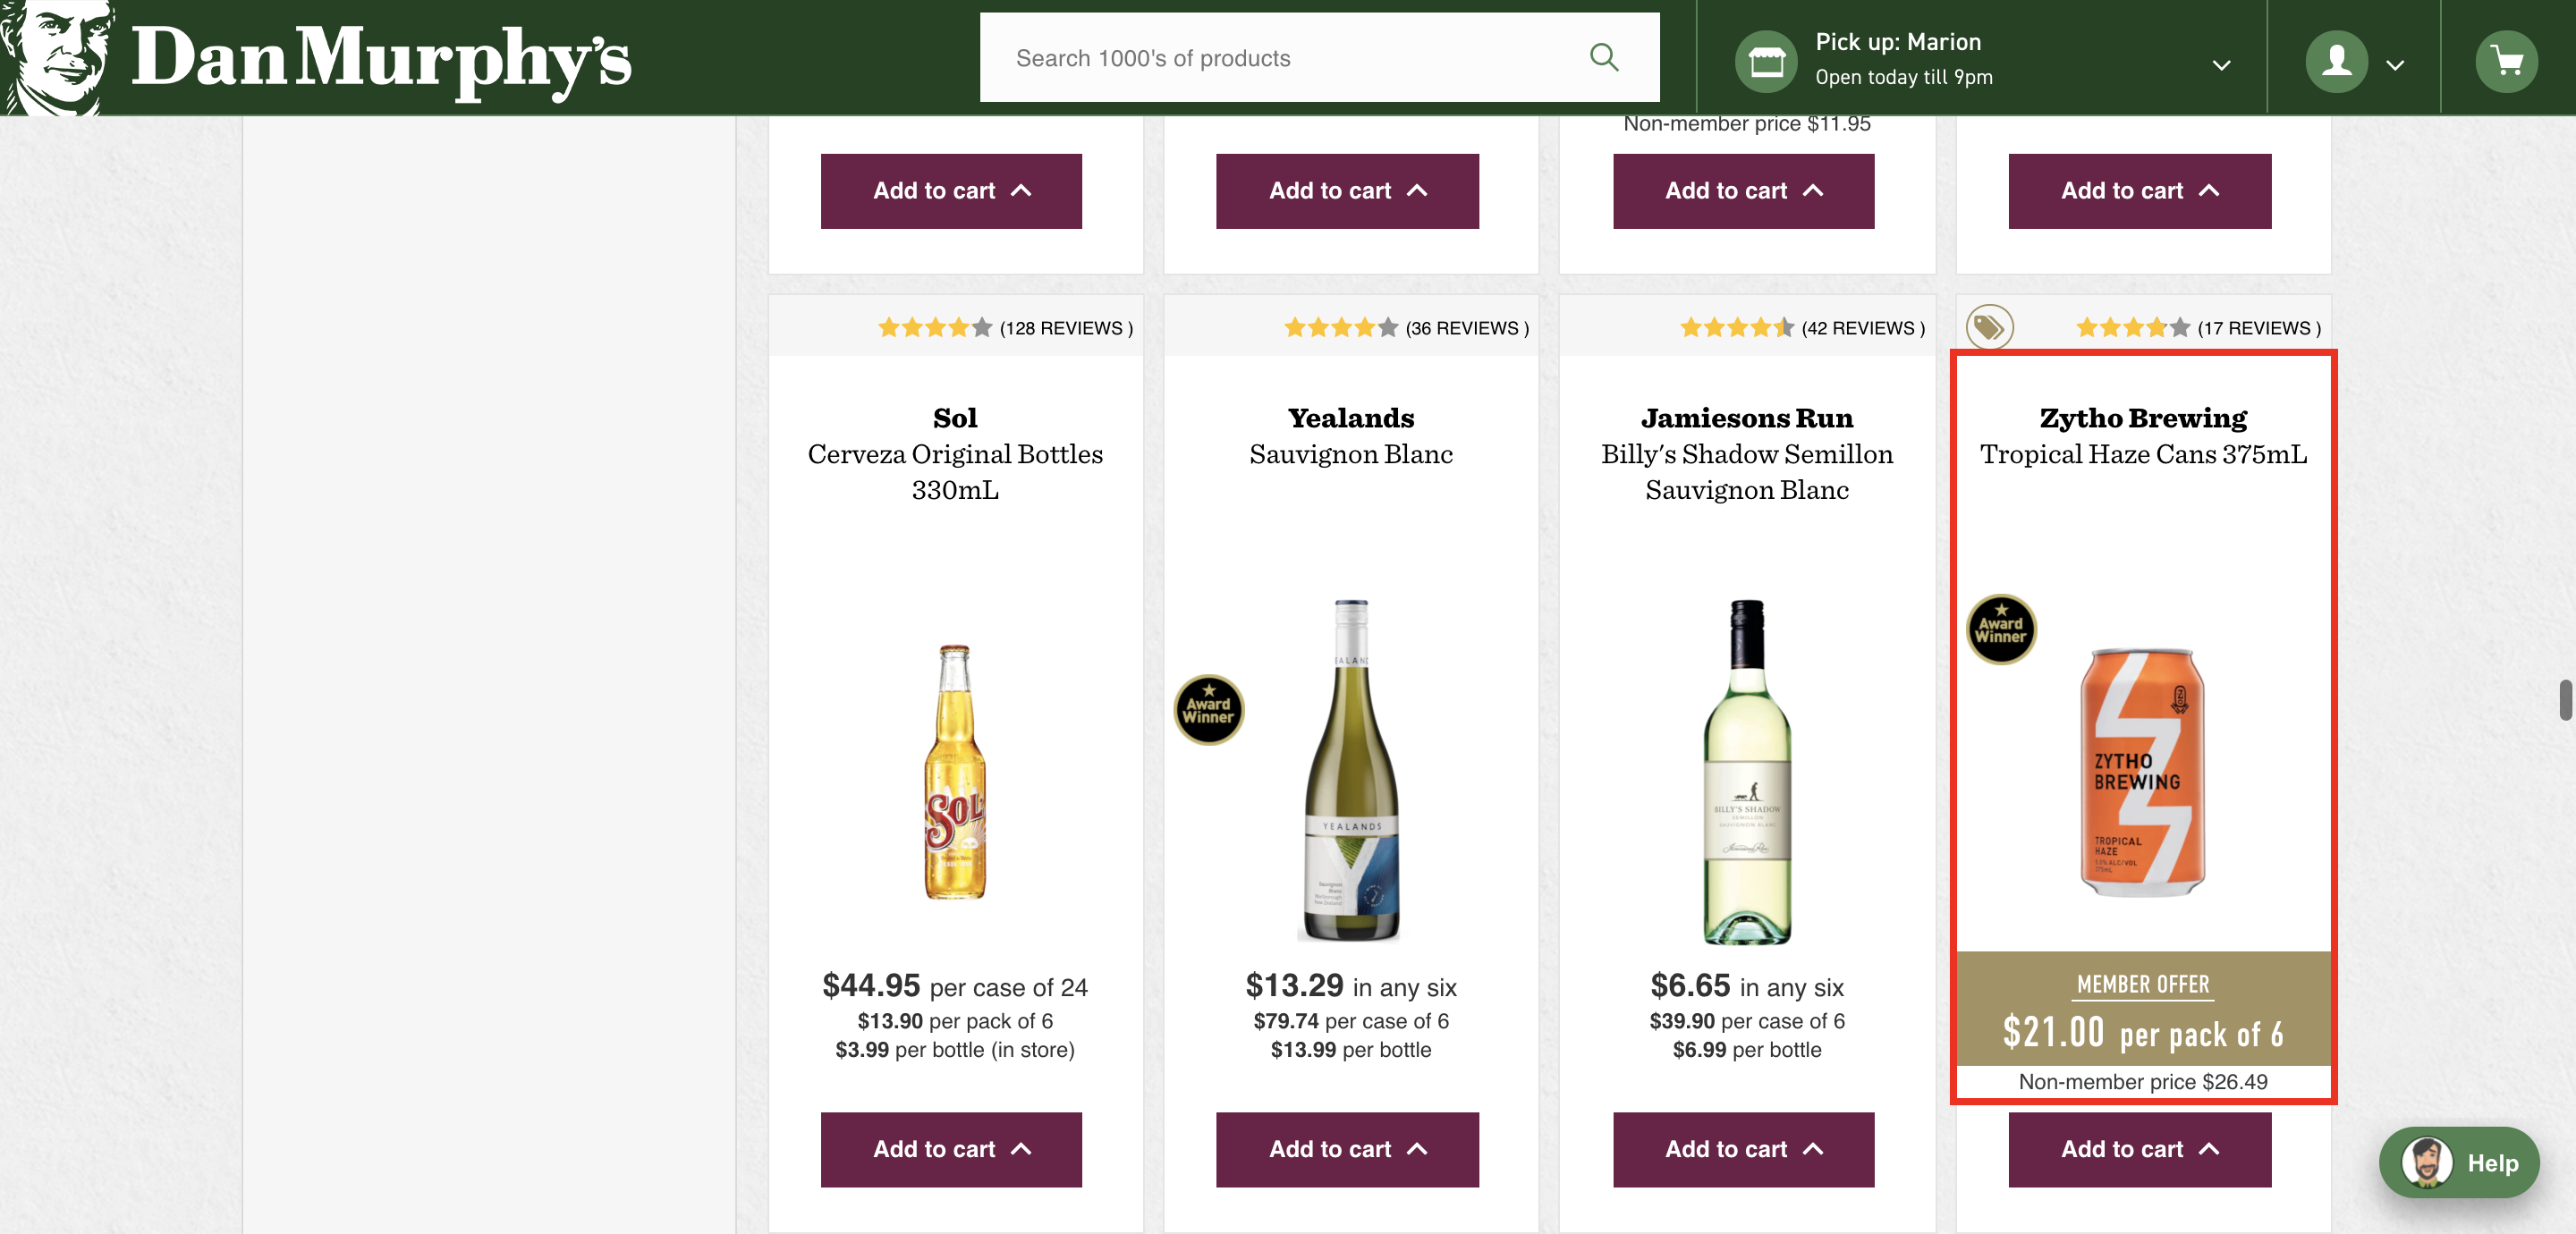 Dan Murphy's
Search 1000's of products
Pick up: Marion
Open today till 9pm
Non-member price $11.95
Add to cart
Add to cart
Add to cart
Add to cart
(128 REVIEWS )
(36 REVIEWS )
(42 REVIEWS )
(17 REVIEWS )
Sol
Cerveza Original Bottles
330mL
Yealands
Sauvignon Blanc
Jamiesons Run
Billy's Shadow Semillon
Sauvignon Blanc
Zytho Brewing
Tropical Haze Cans 375mL
SOL
Award
Winner
YEALANDS
Sauvignon
Blanc
BILLY'S SHADOW
SEMILLON
SAUVIGNON BLANC
Award
Winner
ZYTHO
BREWING
TROPICAL
HAZE
$44.95 per case of 24
$13.90 per pack of 6
$3.99 per bottle (in store)
$13.29 in any six
$79.74 per case of 6
$13.99 per bottle
$6.65 in any six
$39.90 per case of 6
$6.99 per bottle
MEMBER OFFER
$21.00 per pack of 6
Non-member price $26.49
Add to cart
Add to cart
Add to cart
Add to cart
Help